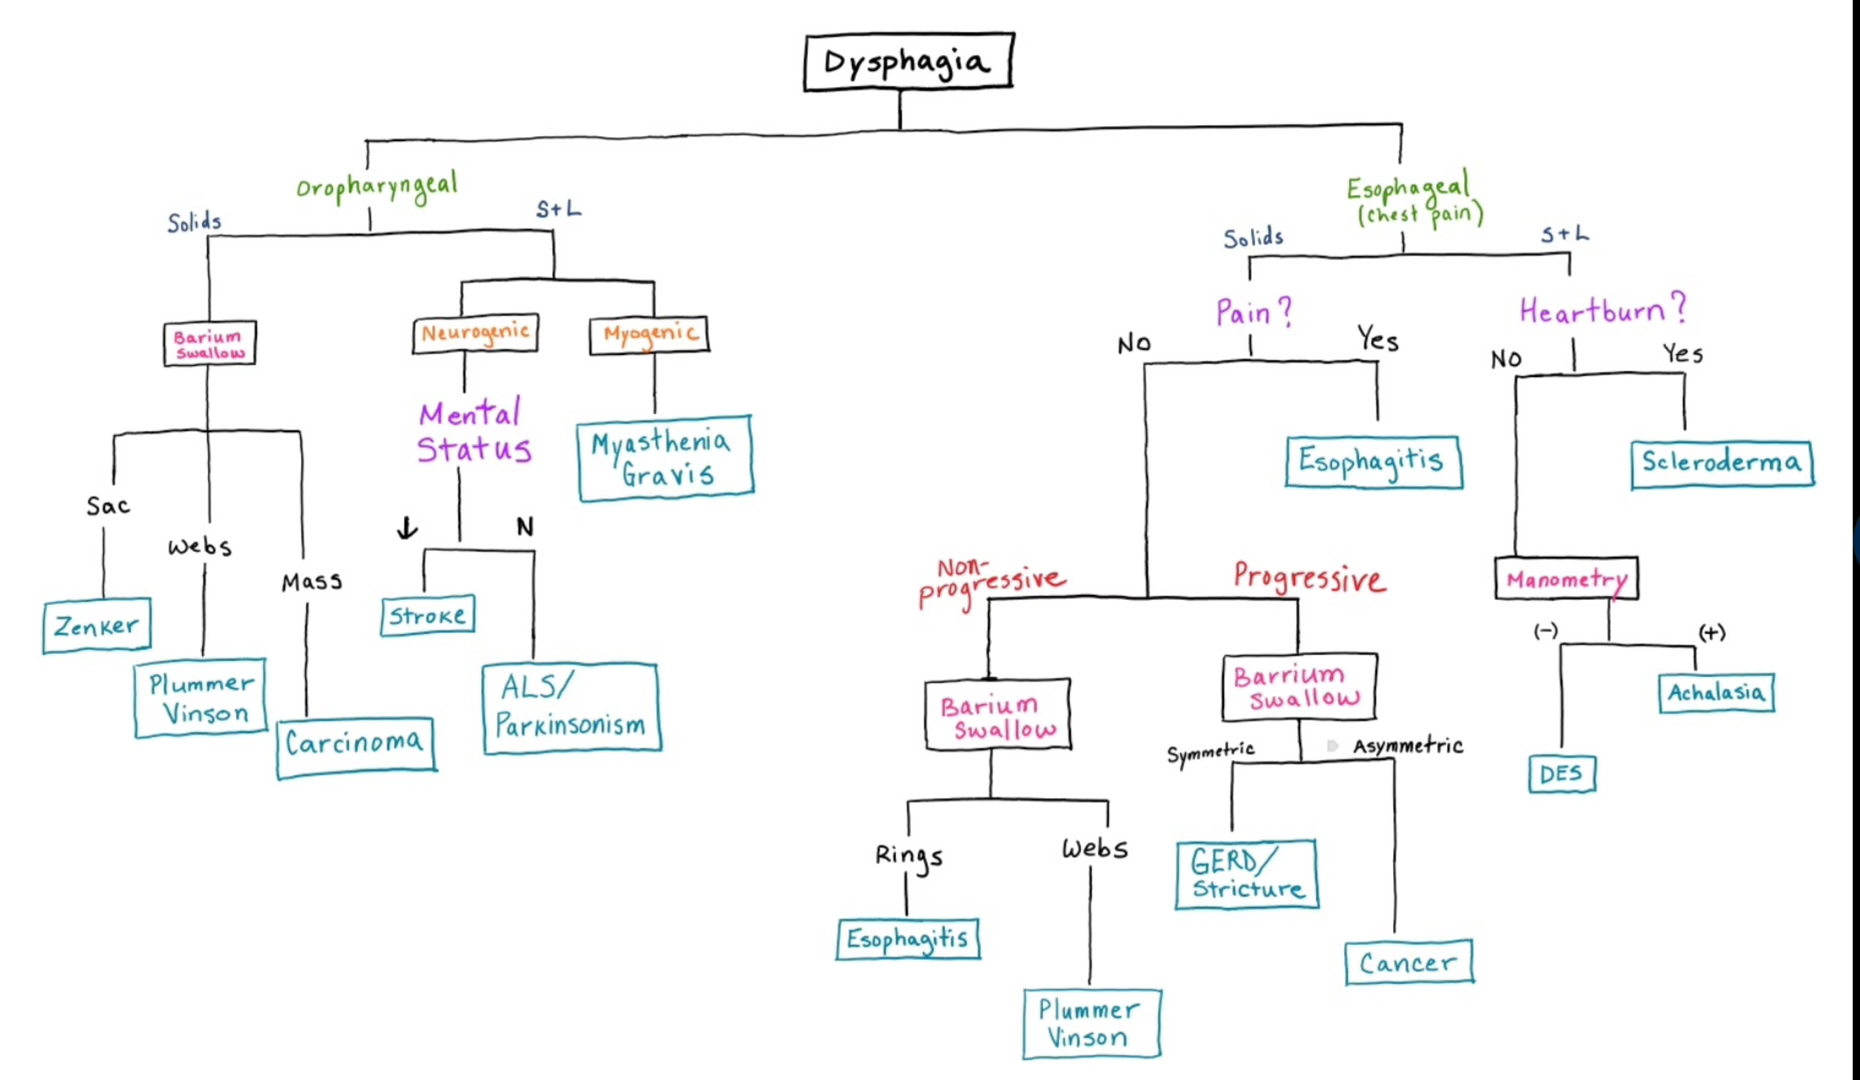 Dysphagia
Oropharyngeal
Solids
S+L
Barium
Swallow
Sac
Webs
Mass
Zenker
Plummer
Vinson
Carcinoma
Neurogenic
Myogenic
Mental
Status
↓
N
Stroke
ALS/
Parkinsonism
Myasthenia
Gravis
Esophageal
(chest pain)
Solids
S+L
Pain?
No
Yes
Esophagitis
Non-
progressive
Progressive
Barium
Swallow
Rings
Webs
Esophagitis
Plummer
Vinson
Barrium
Swallow
Symmetric
Asymmetric
GERD/
Stricture
Cancer
Heartburn?
No
Yes
Scleroderma
Manometry
(-)
(+)
DES
Achalasia